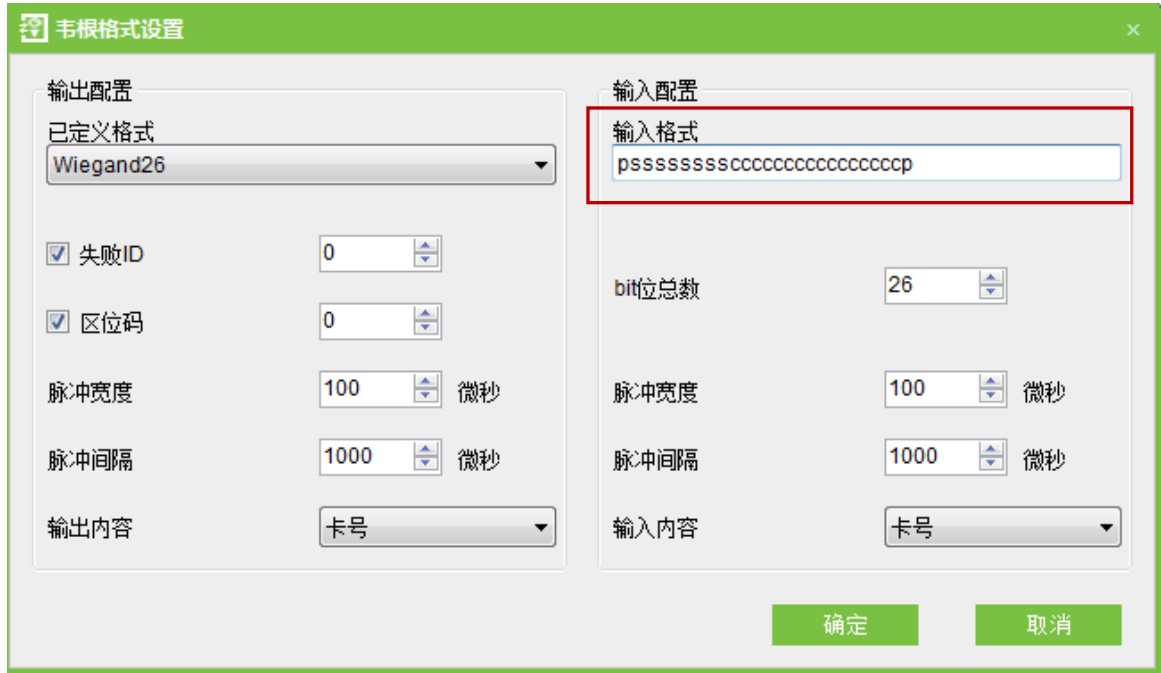 韦根格式设置
输出配置
已定义格式
Wiegand26
失败ID
0
区位码
0
脉冲宽度
100
微秒
脉冲间隔
1000
微秒
输出内容
卡号
输入配置
输入格式
pssssssssccccccccccccccccp
bit位总数
26
脉冲宽度
100
微秒
脉冲间隔
1000
微秒
输入内容
卡号
确定
取消